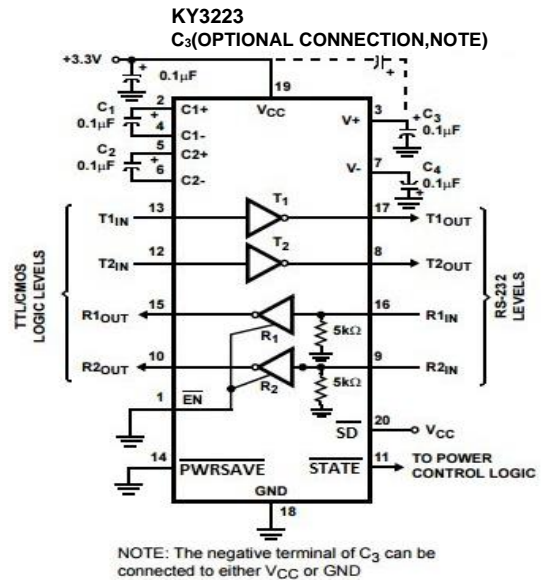 KY3223
C₃(OPTIONAL CONNECTION,NOTE)
+3.3V
+
0.1µF
+
19
VCC
C1
0.1µF
+
2
C1+
4
C1-
C2
0.1µF
+
5
C2+
6
C2-
V+
3
+
C3
0.1µF
V-
7
C4
0.1µF
+
T1IN
13
T1
17
T1OUT
T2IN
12
T2
8
T2OUT
R1OUT
15
R1
16
R1IN
5kΩ
R2OUT
10
R2
9
R2IN
5kΩ
TTL/CMOS
LOGIC LEVELS
RS-232
LEVELS
1
EN
SD
20
VCC
14
PWRSAVE
STATE
11
TO POWER
CONTROL LOGIC
GND
18
NOTE: The negative terminal of C3 can be
connected to either VCC or GND